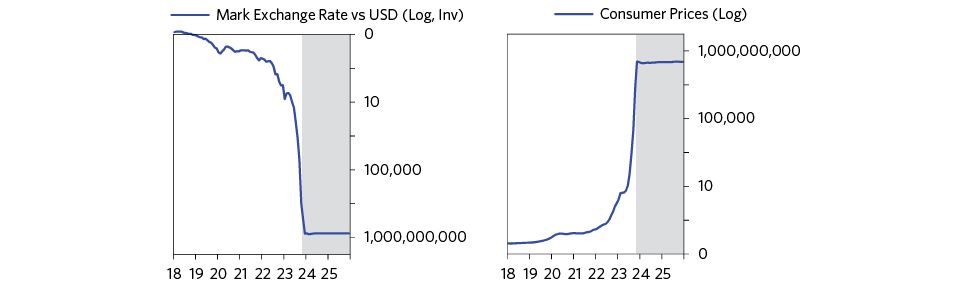 Mark Exchange Rate vs USD (Log, Inv)
0
10
100,000
1,000,000,000
18 19 20 21 22 23 24 25
Consumer Prices (Log)
1,000,000,000
100,000
10
0
18 19 20 21 22 23 24 25